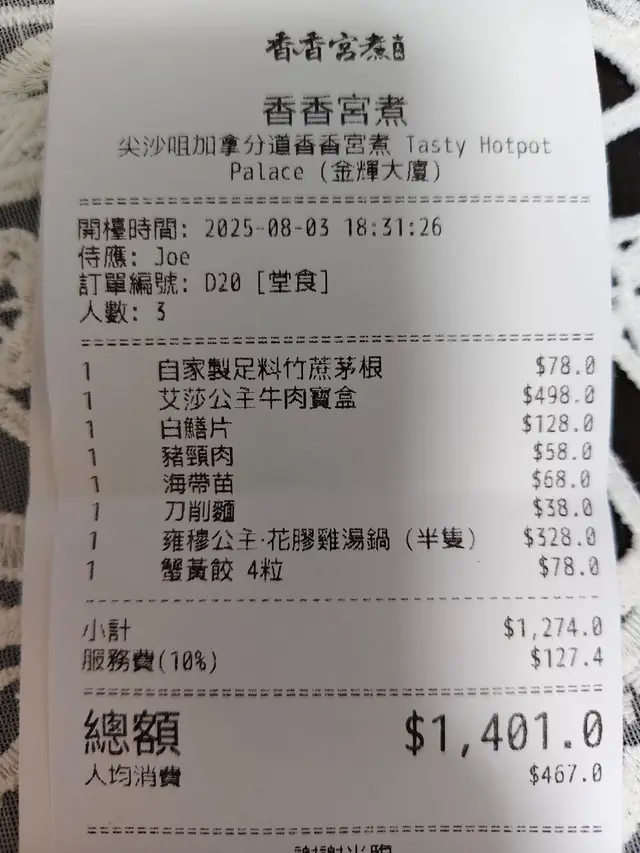 香香宮煮
香香宮煮
尖沙咀加拿分道香香宮煮 Tasty Hotpot
Palace (金輝大廈)
開檯時間: 2025-08-03 18:31:26
侍應: Joe
訂單編號: D20 [堂食]
人數: 3
1 自家製足料竹蔗茅根 $78.0
1 艾莎公主牛肉寶盒 $498.0
1 白鱔片 $128.0
1 豬頸肉 $58.0
1 海帶苗 $68.0
1 刀削麵 $38.0
1 雍穆公主·花膠雞湯鍋 (半隻) $328.0
1 蟹黃餃 4粒 $78.0
小計 $1,274.0
服務費(10%) $127.4
總額 $1,401.0
人均消費 $467.0